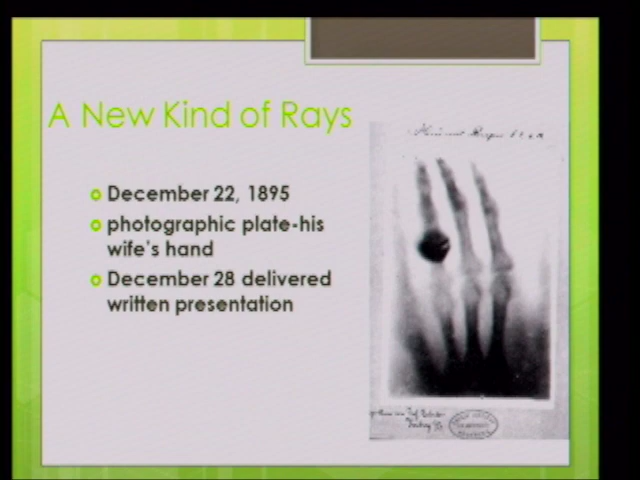 A New Kind of Rays
December 22, 1895
photographic plate-his
wife's hand
December 28 delivered
written presentation